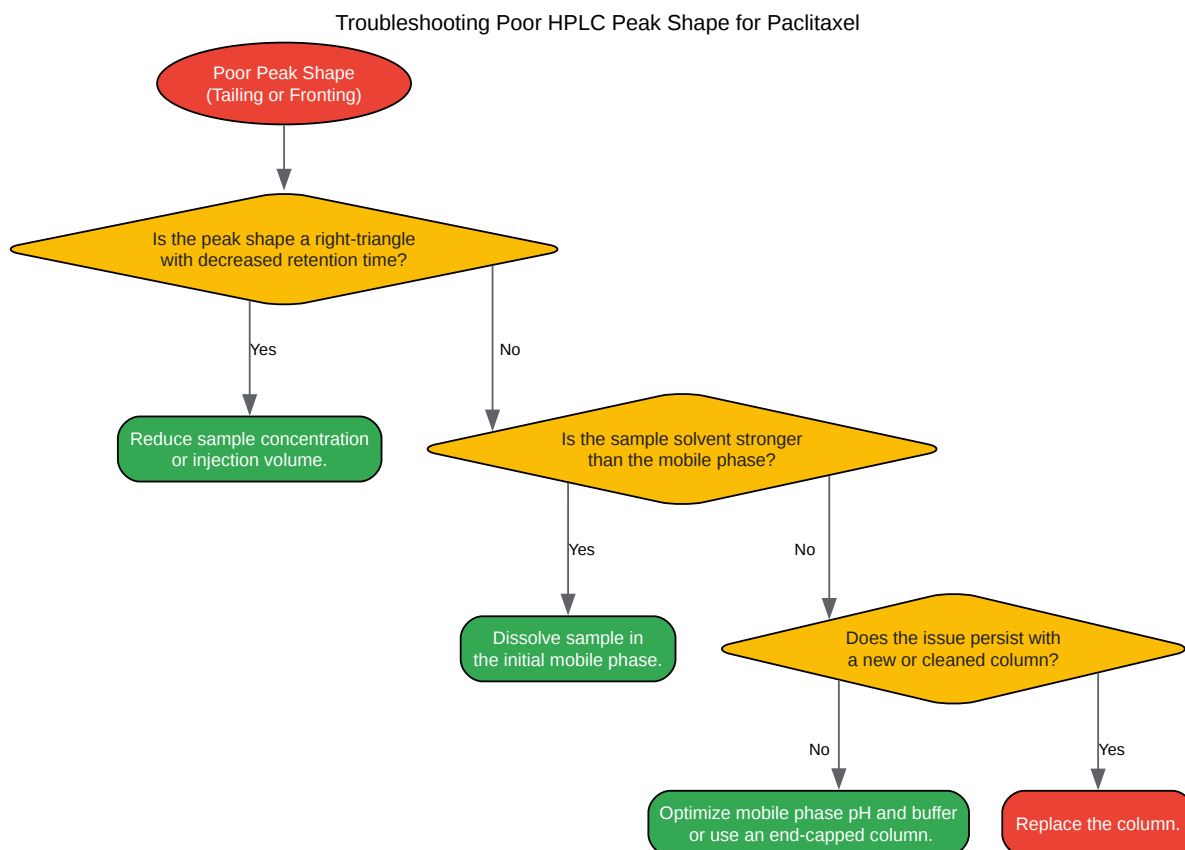 Troubleshooting Poor HPLC Peak Shape for Paclitaxel
Poor Peak Shape
(Tailing or Fronting)
Is the peak shape a right-triangle
with decreased retention time?
Yes
No
Reduce sample concentration
or injection volume.
Is the sample solvent stronger
than the mobile phase?
Yes
No
Dissolve sample in
the initial mobile phase.
Does the issue persist with
a new or cleaned column?
No
Yes
Optimize mobile phase pH and buffer
or use an end-capped column.
Replace the column.